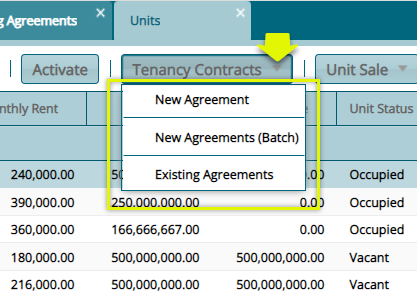 g Agreements × Units ×
Activate Tenancy Contracts Unit Sale
nthly Rent Unit Status
New Agreement
New Agreements (Batch)
Existing Agreements
240,000.00 50 .00 Occupied
390,000.00 250,000,000.00 0.00 Occupied
360,000.00 166,666,667.00 0.00 Occupied
180,000.00 500,000,000.00 500,000,000.00 Vacant
216,000.00 500,000,000.00 500,000,000.00 Vacant